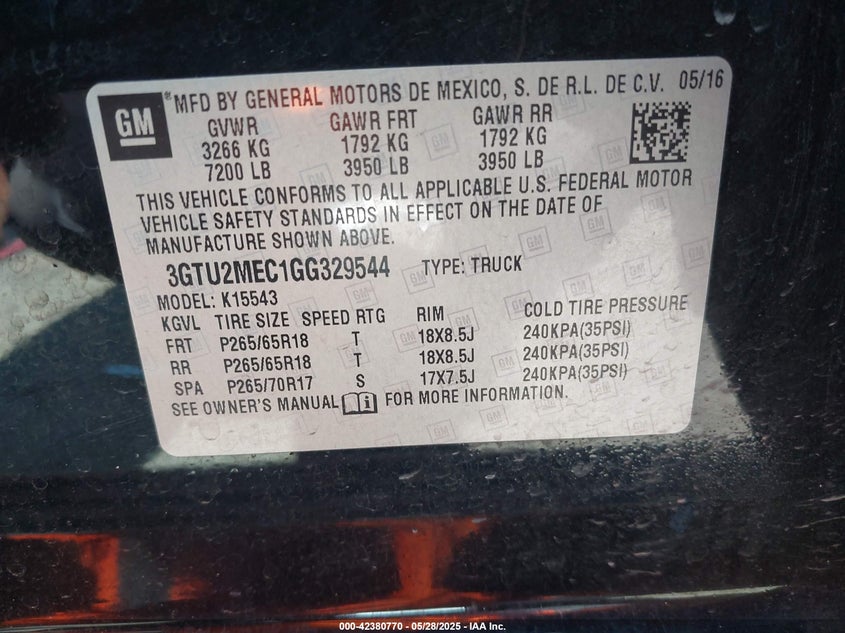 GM
MFD BY GENERAL MOTORS DE MEXICO, S. DE R.L. DE C.V. 05/16
GVWR GAWR FRT GAWR RR
3266 KG 1792 KG 1792 KG
7200 LB 3950 LB 3950 LB
THIS VEHICLE CONFORMS TO ALL APPLICABLE U.S. FEDERAL MOTOR
VEHICLE SAFETY STANDARDS IN EFFECT ON THE DATE OF
MANUFACTURE SHOWN ABOVE.
3GTU2MEC1GG329544 TYPE: TRUCK
MODEL: K15543
KGVL TIRE SIZE SPEED RTG RIM COLD TIRE PRESSURE
FRT P265/65R18 T 18X8.5J 240KPA(35PSI)
RR P265/65R18 T 18X8.5J 240KPA(35PSI)
SPA P265/70R17 S 17X7.5J 240KPA(35PSI)
SEE OWNER'S MANUAL i FOR MORE INFORMATION.
000-42380770 - 05/28/2025 - IAA Inc.